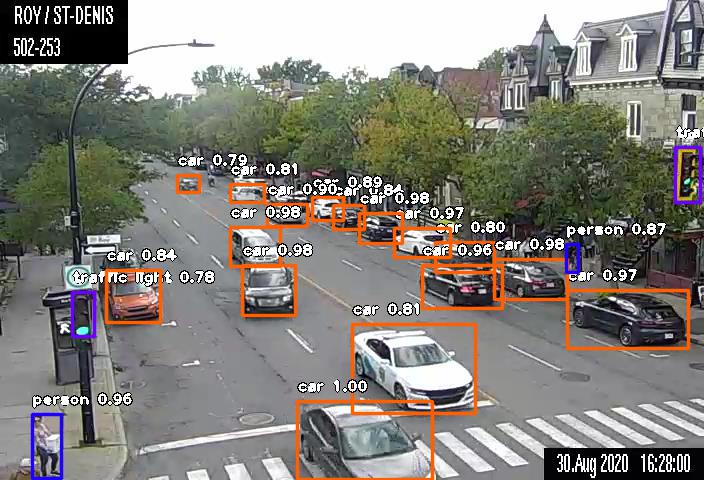 ROY / ST-DENIS
502-253
car 0.79
car 0.81
car 0.90
0.89
0.84
car 0.98
car 0.98
car 0.97
0.80
car 0.96
car 0.98
person 0.87
car 0.97
car 0.84
car 0.98
traffic light 0.78
traf
car 0.81
car 1.00
person 0.96
30.Aug 2020 16:28:00